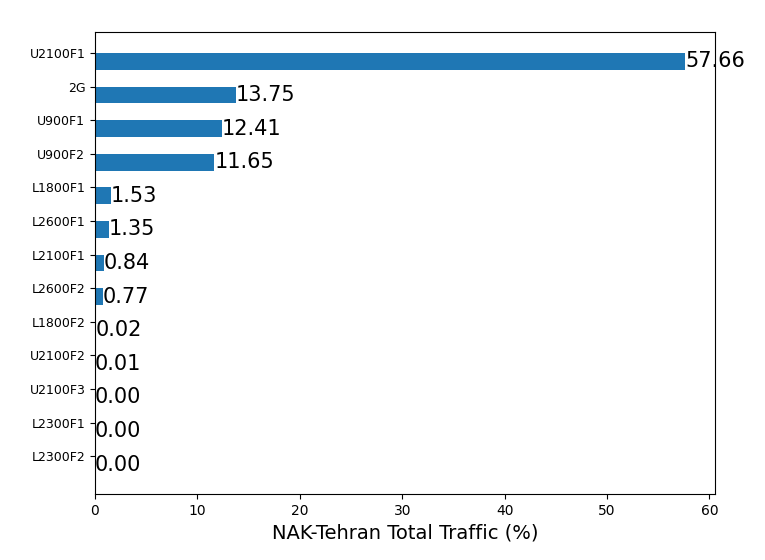 U2100F1 57.66
2G 13.75
U900F1 12.41
U900F2 11.65
L1800F1 1.53
L2600F1 1.35
L2100F1 0.84
L2600F2 0.77
L1800F2 0.02
U2100F2 0.01
U2100F3 0.00
L2300F1 0.00
L2300F2 0.00
0 10 20 30 40 50 60
NAK-Tehran Total Traffic (%)